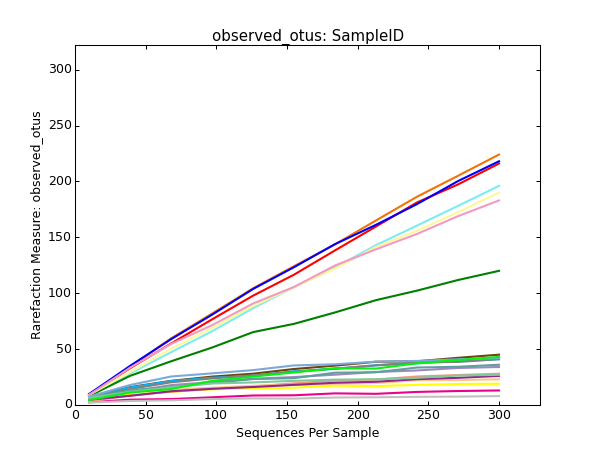 observed_otus: SampleID
Rarefaction Measure: observed_otus
300
250
200
150
100
50
0
0 50 100 150 200 250 300
Sequences Per Sample